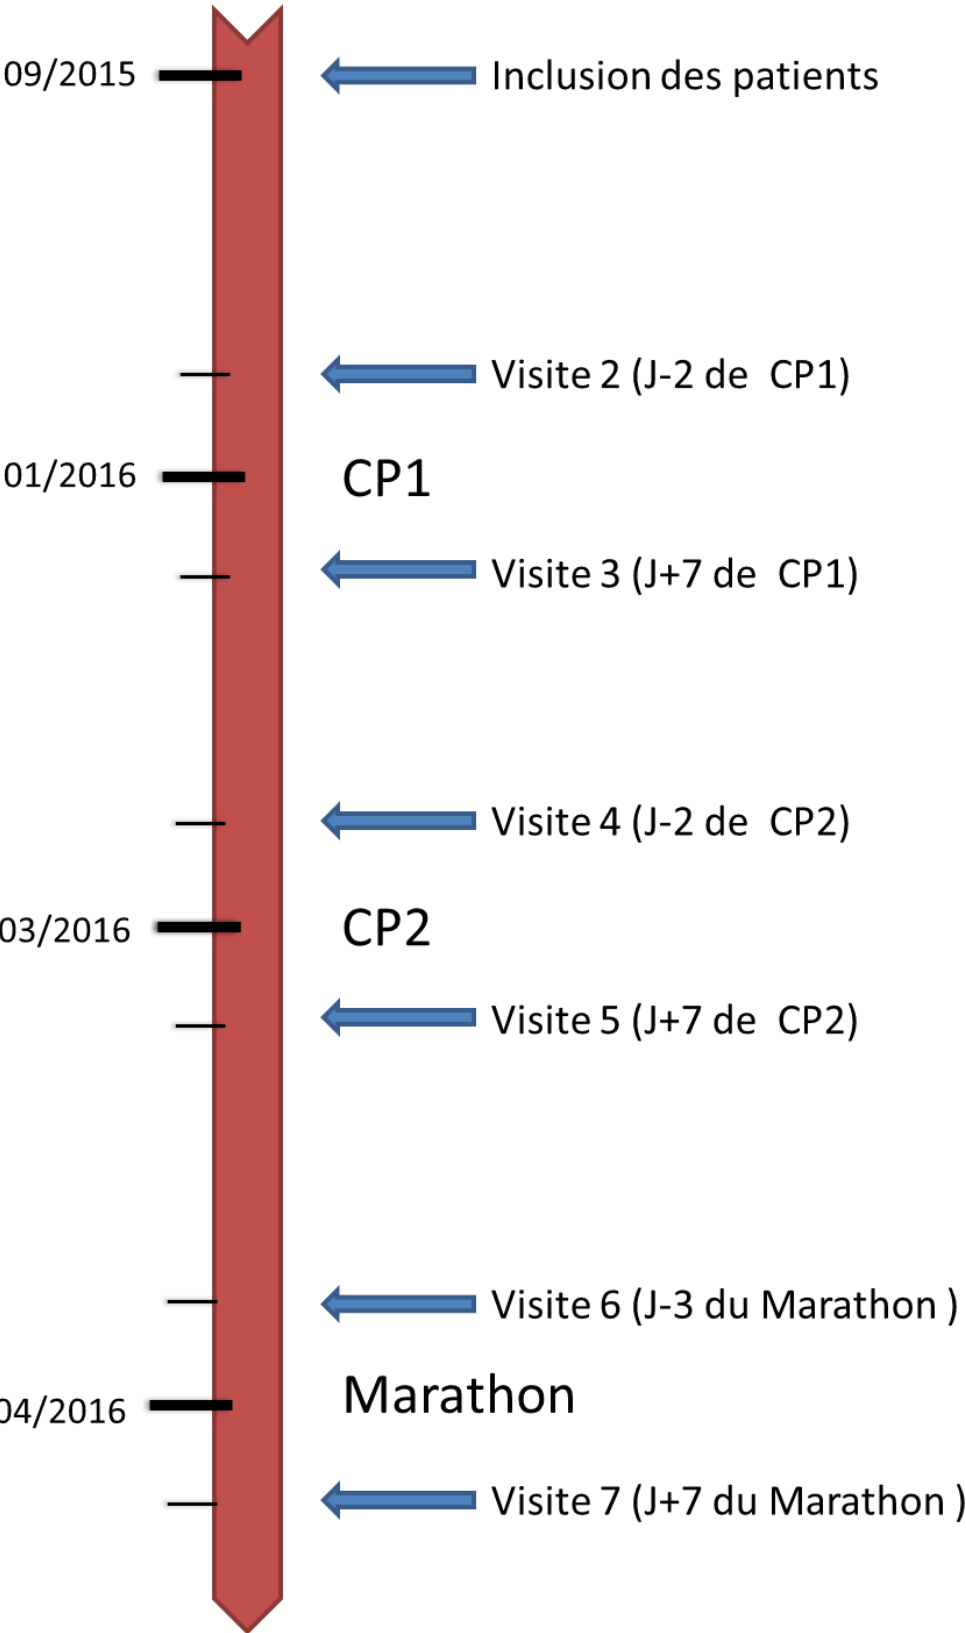 09/2015 Inclusion des patients
Visite 2 (J-2 de CP1)
01/2016 CP1
Visite 3 (J+7 de CP1)
Visite 4 (J-2 de CP2)
03/2016 CP2
Visite 5 (J+7 de CP2)
Visite 6 (J-3 du Marathon )
04/2016 Marathon
Visite 7 (J+7 du Marathon )